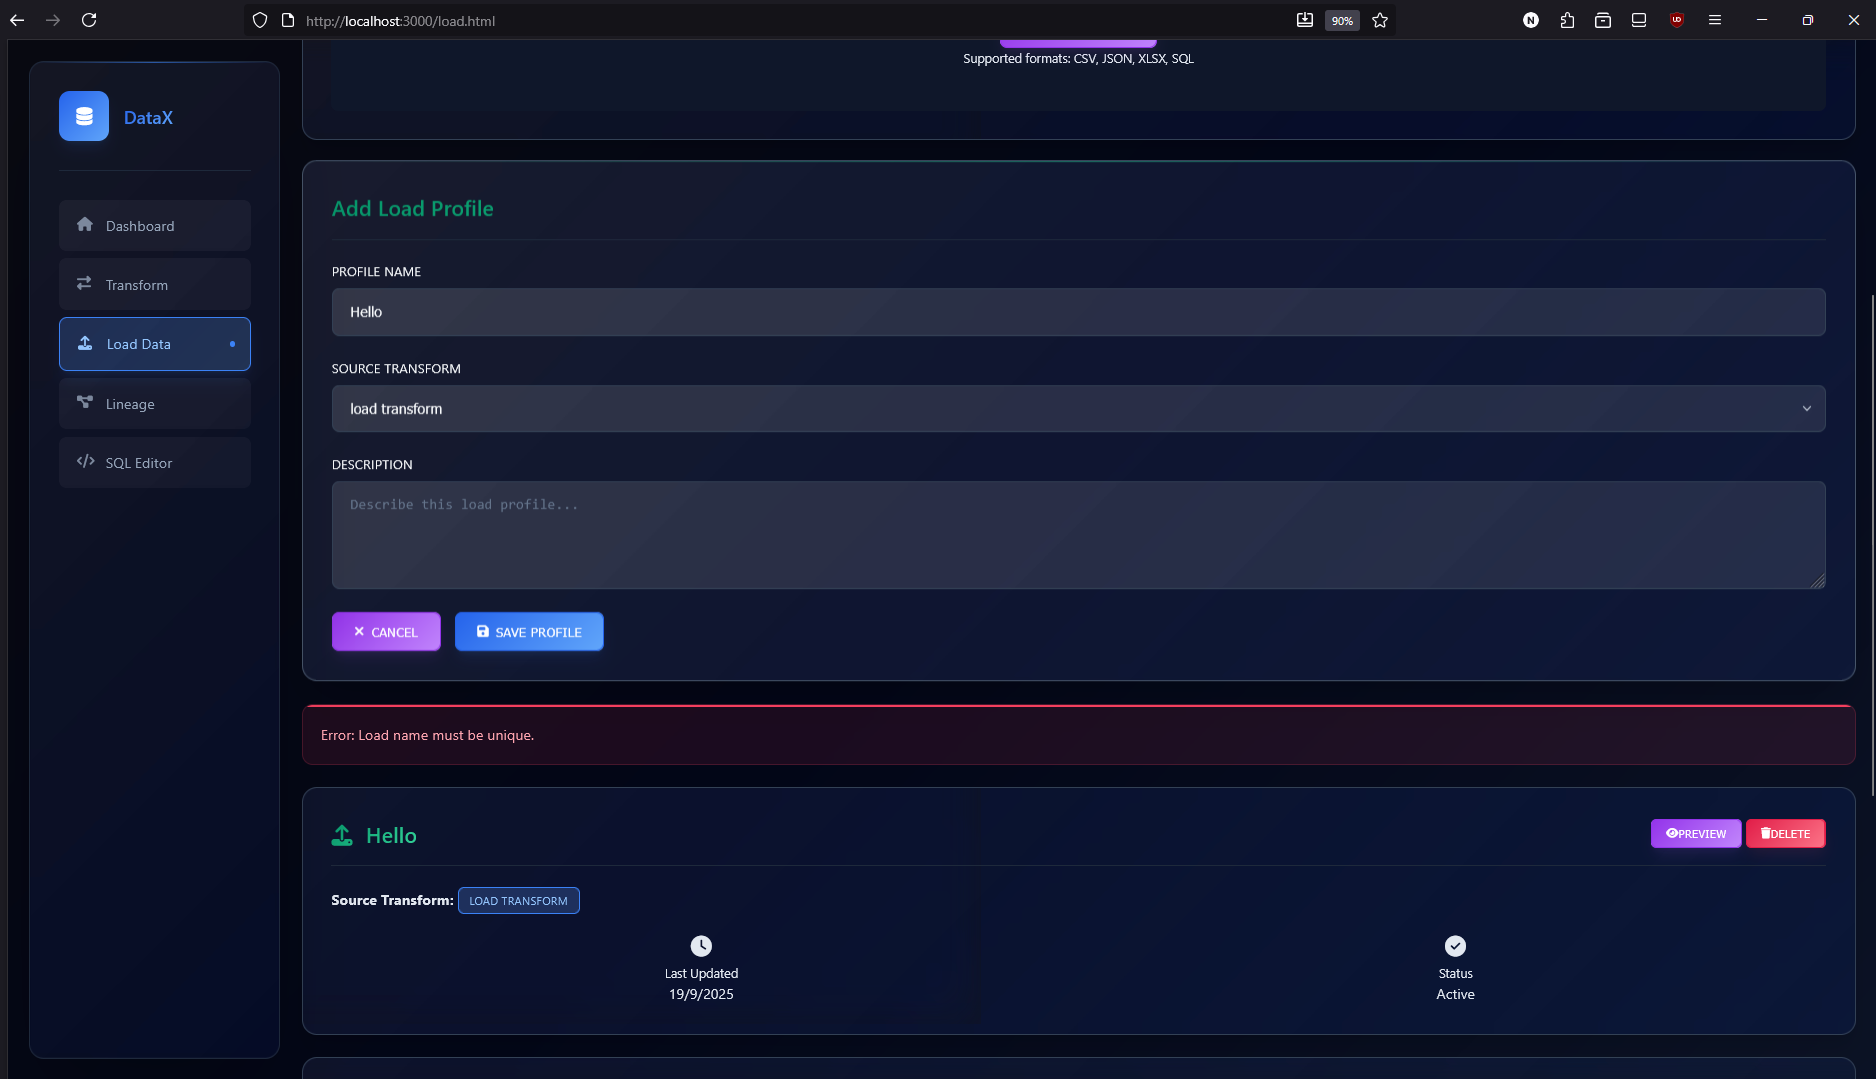 http://localhost:3000/load.html
90%
Supported formats: CSV, JSON, XLSX, SQL
DataX
Dashboard
Transform
Load Data
Lineage
SQL Editor
Add Load Profile
PROFILE NAME
Hello
SOURCE TRANSFORM
load transform
DESCRIPTION
Describe this load profile...
CANCEL
SAVE PROFILE
Error: Load name must be unique.
Hello
PREVIEW
DELETE
Source Transform: LOAD TRANSFORM
Last Updated
19/9/2025
Status
Active